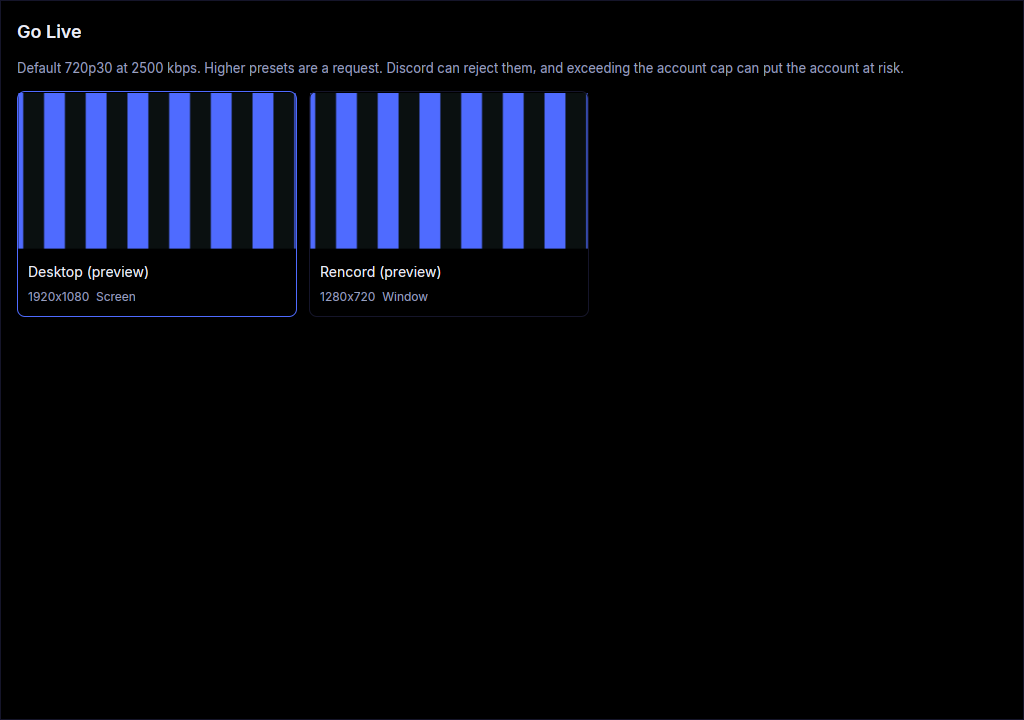 Go Live
Default 720p30 at 2500 kbps. Higher presets are a request. Discord can reject them, and exceeding the account cap can put the account at risk.
Desktop (preview)
1920x1080 Screen
Rencord (preview)
1280x720 Window